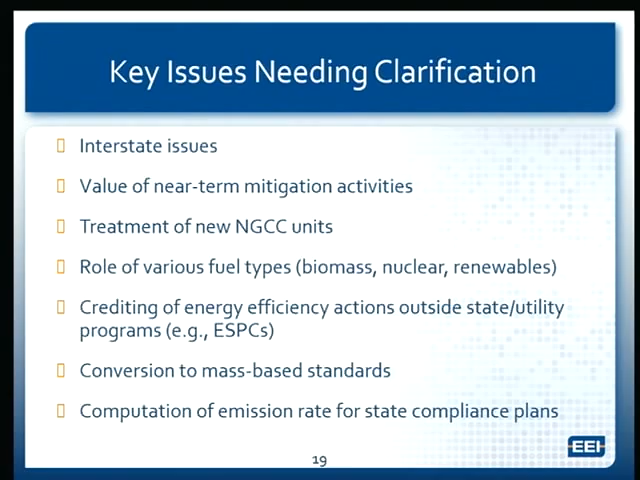 Key Issues Needing Clarification
Interstate issues
Value of near-term mitigation activities
Treatment of new NGCC units
Role of various fuel types (biomass, nuclear, renewables)
Crediting of energy efficiency actions outside state/utility
programs (e.g., ESPCs)
Conversion to mass-based standards
Computation of emission rate for state compliance plans
EEI
19